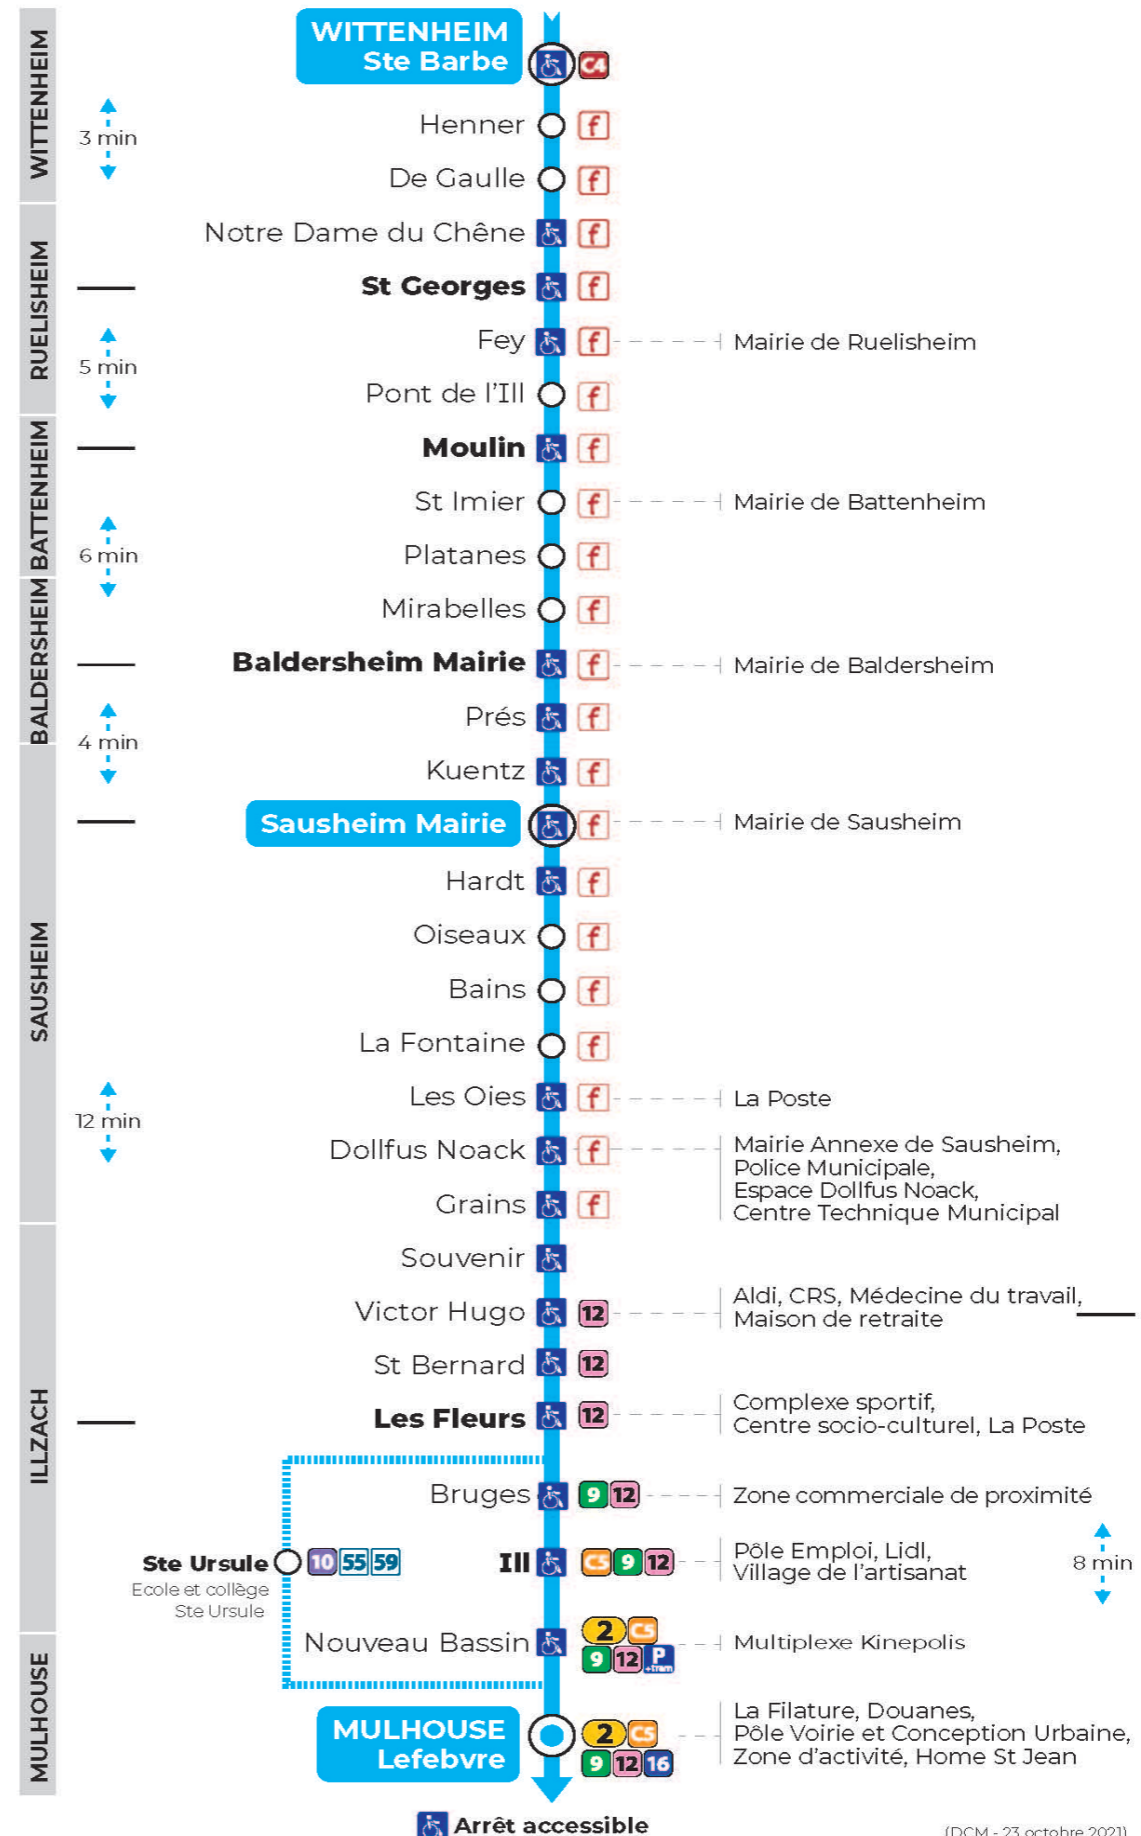 WITTENHEIM
Ste Barbe
C4
WITTENHEIM
3 min
Henner f
De Gaulle f
Notre Dame du Chêne f
RUELISHEIM
St Georges f
Fey f Mairie de Ruelisheim
5 min
Pont de l'Ill f
BATTENHEIM
Moulin f
St Imier f Mairie de Battenheim
6 min
Platanes f
BALDERSHEIM
Mirabelles f
Baldersheim Mairie f Mairie de Baldersheim
Prés f
4 min
Kuentz f
SAUSHEIM
Sausheim Mairie f Mairie de Sausheim
Hardt f
Oiseaux f
Bains f
La Fontaine f
Les Oies f La Poste
12 min
Dollfus Noack f
Mairie Annexe de Sausheim,
Police Municipale,
Espace Dollfus Noack,
Centre Technique Municipal
Grains f
ILLZACH
Souvenir
Victor Hugo 12
Aldi, CRS, Médecine du travail,
Maison de retraite
St Bernard 12
Les Fleurs 12
Complexe sportif,
Centre socio-culturel, La Poste
Bruges 9 12 Zone commerciale de proximité
Ste Ursule 10 55 59
Ecole et collège
Ste Ursule
Ill C5 9 12
Pôle Emploi, Lidl,
Village de l'artisanat
8 min
MULHOUSE
Nouveau Bassin 2 C5
9 12 P +tram
Multiplexe Kinepolis
MULHOUSE
Lefebvre
2 C5
9 12 16
La Filature, Douanes,
Pôle Voirie et Conception Urbaine,
Zone d'activité, Home St Jean
Arrêt accessible
(DCM - 23 octobre 2021)